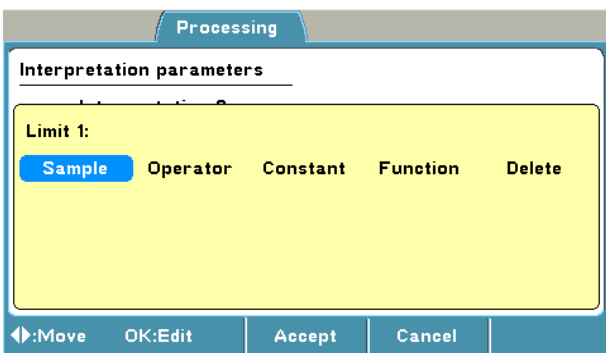 Processing
Interpretation parameters
Limit 1:
Sample Operator Constant Function Delete
:Move OK:Edit Accept Cancel